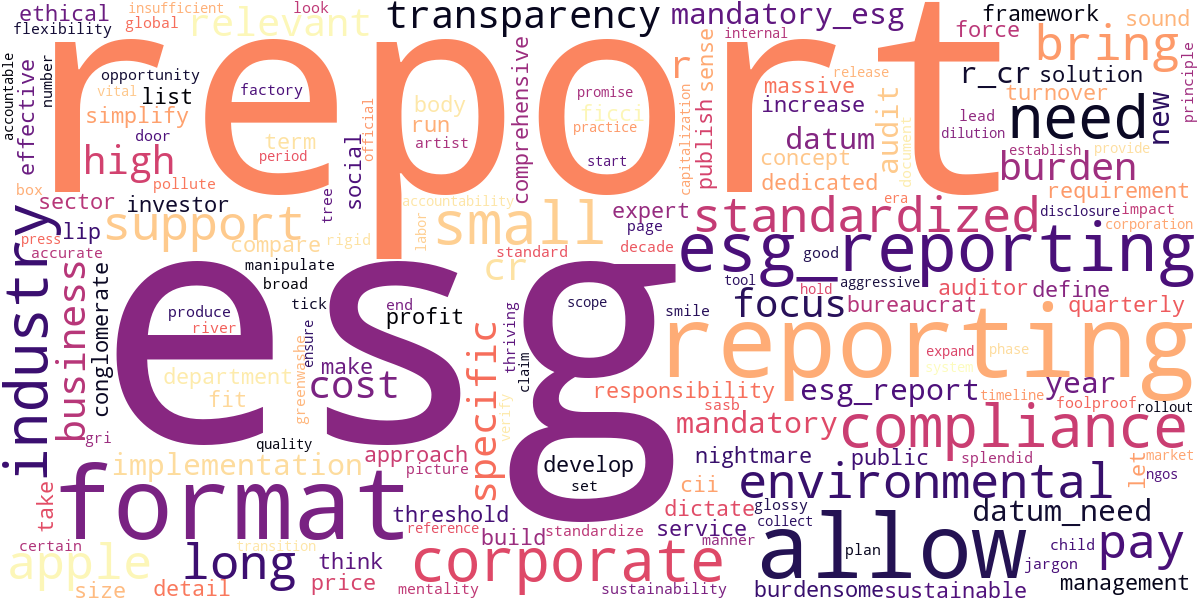 ethical insufficient look transparency mandatory_esg framework sound
flexibility global relevant internal force bring
report
accountable number opportunity factory promise r sense massive release r_cr solution principle
vital list body ficci increase turnover
effective simplify run practice capitalization datum lead need new
door term artist comprehensive publish concept audit dilution
high period official start dedicated document establish provide burden
box pollute social era requirement
sector investor tree accountability expert standardized disclosure impact
industry lip support small page corporation
press compare rigid labor standard decade esg_reporting
accurate manipulate cr tool good
business conglomerate broad esg scope aggressive auditor define
tick end profit hold bureaucrat quarterly
produce smile focus
river ensure thriving reporting
greenwashe make specific claim expand phase
department cost system
fit responsibility esg_report year
verify sasb timeline foolproof rollout
gri quality mandatory compliance
implementation approach develop nightmare public splendid let market
picture set cii environmental ngos
format take threshold dictate glossy datum_need
reference standardize service collect
certain transition build manner allow plan child pay
apple long think corporate jargon
size detail price mentality sustainability burdensome sustainable management